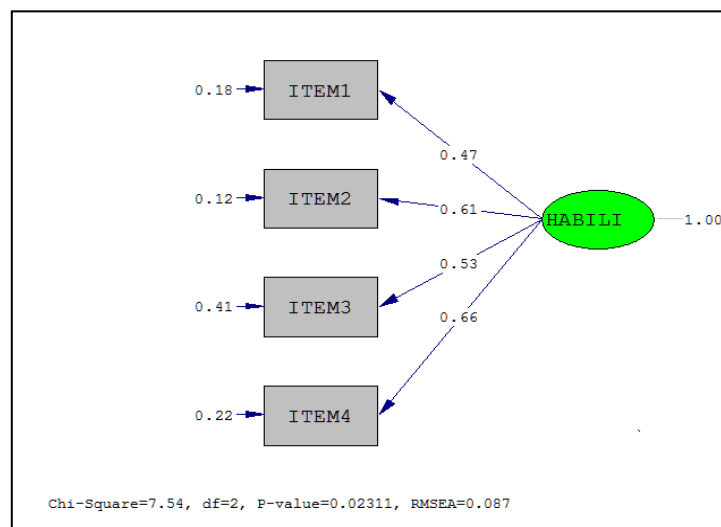 0.18 ITEM1
0.47
0.12 ITEM2
0.61
HABILI 1.00
0.53
0.41 ITEM3
0.66
0.22 ITEM4
Chi-Square=7.54, df=2, P-value=0.02311, RMSEA=0.087